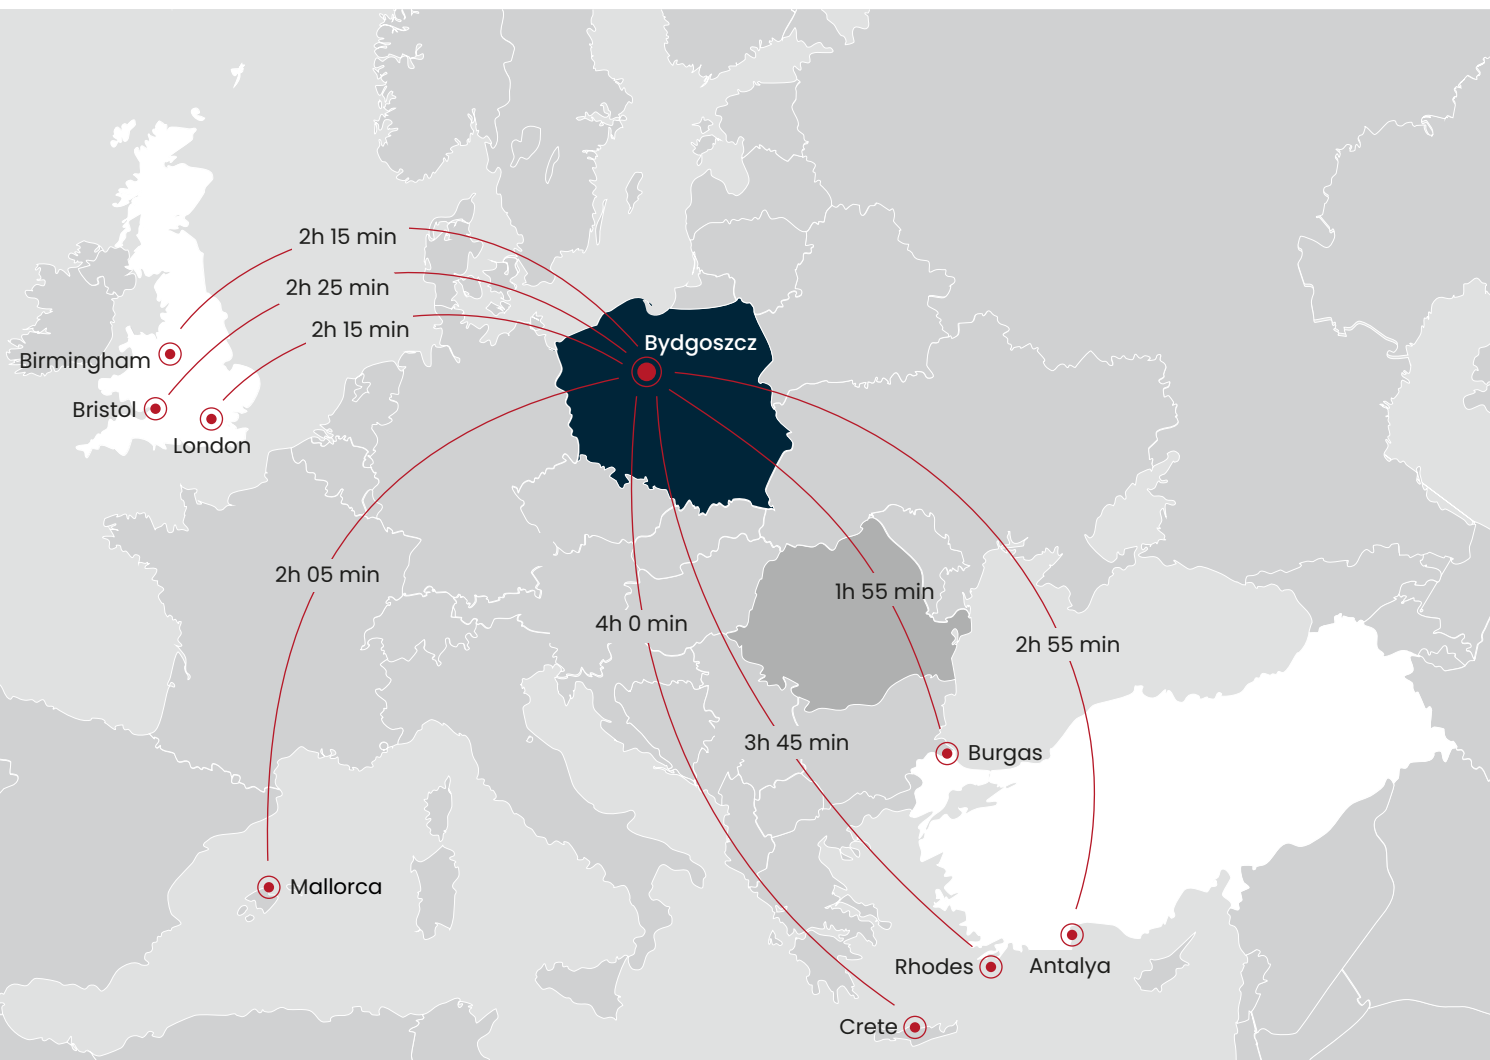 2h 15 min
2h 25 min
2h 15 min
Bydgoszcz
Birmingham
Bristol
London
2h 05 min
1h 55 min
4h 0 min
2h 55 min
3h 45 min
Burgas
Mallorca
Rhodes
Antalya
Crete